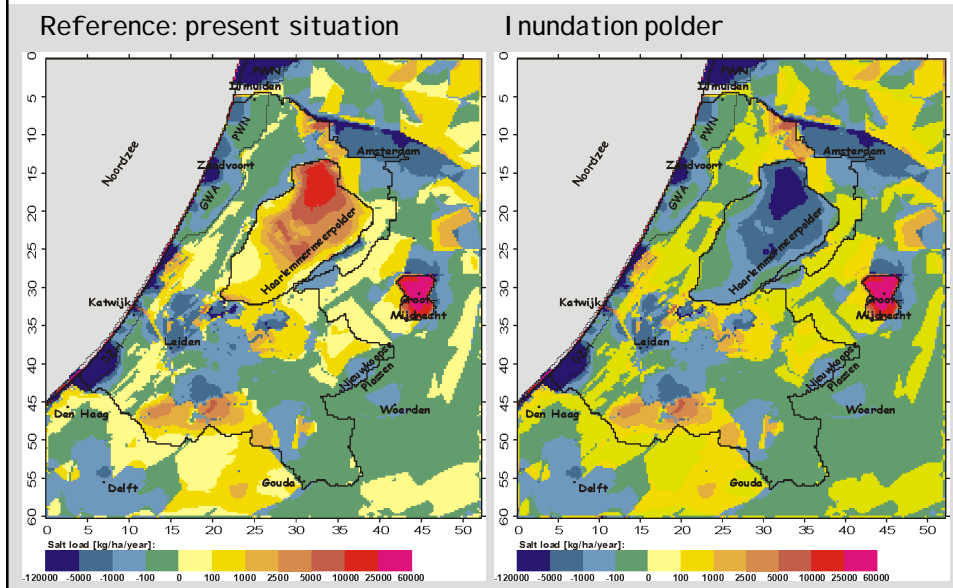 Reference: present situation
Inundation polder
PWN
IJmuiden
PWN
Zandvoort
GWA
Noordzee
Amsterdam
Haarlemmermeerpolder
Katwijk
Groot
Mijdrecht
Leiden
Nieuwkoopse
Plassen
Den Haag
Woerden
Gouda
Delft
0
5
10
15
20
25
30
35
40
45
50
55
60
0 5 10 15 20 25 30 35 40 45 50
Salt load [kg/ha/year]:
-120000 -5000 -1000 -100 0 100 1000 2500 5000 10000 25000 60000
PWN
IJmuiden
PWN
Zandvoort
GWA
Noordzee
Amsterdam
Haarlemmermeerpolder
Katwijk
Groot
Mijdrecht
Leiden
Nieuwkoopse
Plassen
Den Haag
Woerden
Gouda
Delft
0
5
10
15
20
25
30
35
40
45
50
55
60
0 5 10 15 20 25 30 35 40 45 50
Salt load [kg/ha/year]:
-120000 -5000 -1000 -100 0 100 1000 2500 5000 10000 25000 60000